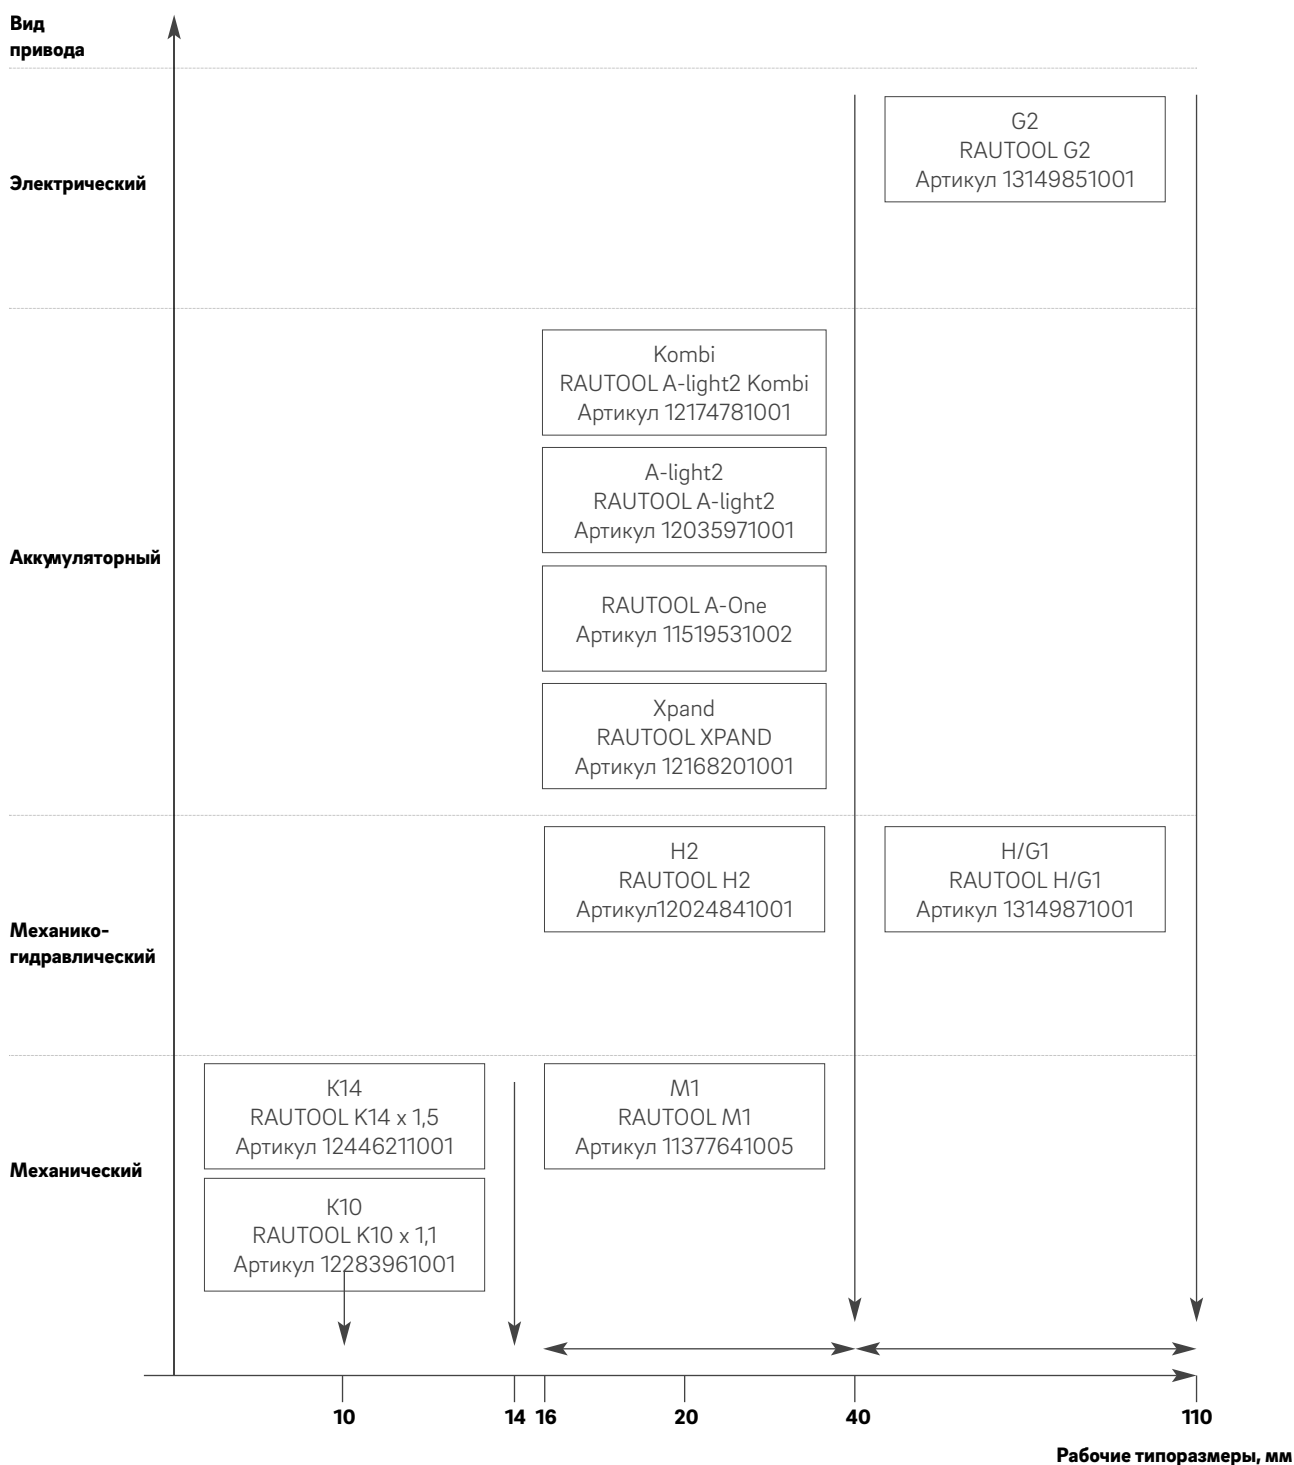 Вид
привода
Электрический
G2
RAUTOOL G2
Артикул 13149851001
Аккумуляторный
Kombi
RAUTOOL A-light2 Kombi
Артикул 12174781001
A-light2
RAUTOOL A-light2
Артикул 12035971001
RAUTOOL A-One
Артикул 11519531002
Xpand
RAUTOOL XPAND
Артикул 12168201001
Механико-
гидравлический
H2
RAUTOOL H2
Артикул12024841001
H/G1
RAUTOOL H/G1
Артикул 13149871001
Механический
K14
RAUTOOL K14 x 1,5
Артикул 12446211001
M1
RAUTOOL M1
Артикул 11377641005
K10
RAUTOOL K10 x 1,1
Артикул 12283961001
10 14 16 20 40 110
Рабочие типоразмеры, мм